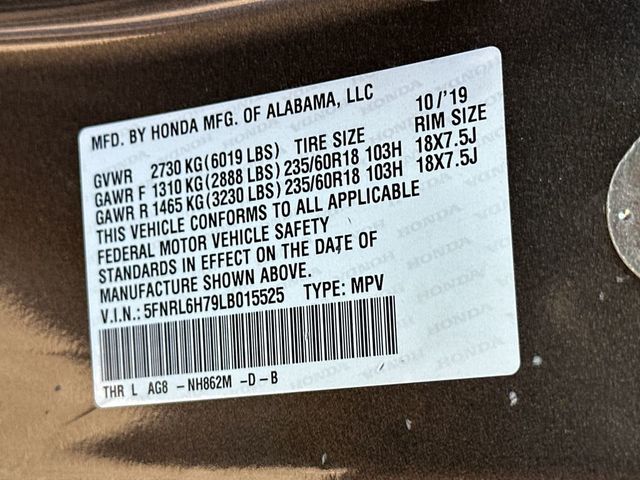 MFD. BY HONDA MFG. OF ALABAMA, LLC 10/'19
GVWR 2730 KG (6019 LBS) TIRE SIZE RIM SIZE
GAWR F 1310 KG (2888 LBS) 235/60R18 103H 18X7.5J
GAWR R 1465 KG (3230 LBS) 235/60R18 103H 18X7.5J
THIS VEHICLE CONFORMS TO ALL APPLICABLE
FEDERAL MOTOR VEHICLE SAFETY
STANDARDS IN EFFECT ON THE DATE OF
MANUFACTURE SHOWN ABOVE.
V.I.N.: 5FNRL6H79LB015525 TYPE: MPV
THR L AG8 -NH862M -D-B